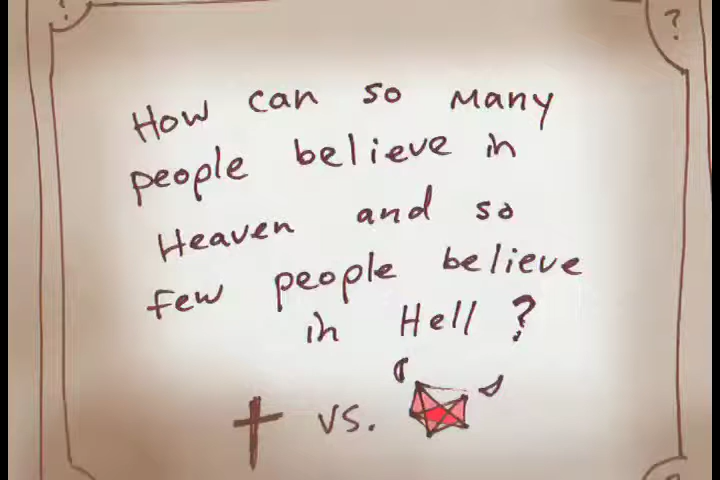 ? ?
How can so many
people believe in
Heaven and so
few people believe
in Hell ?
vs.